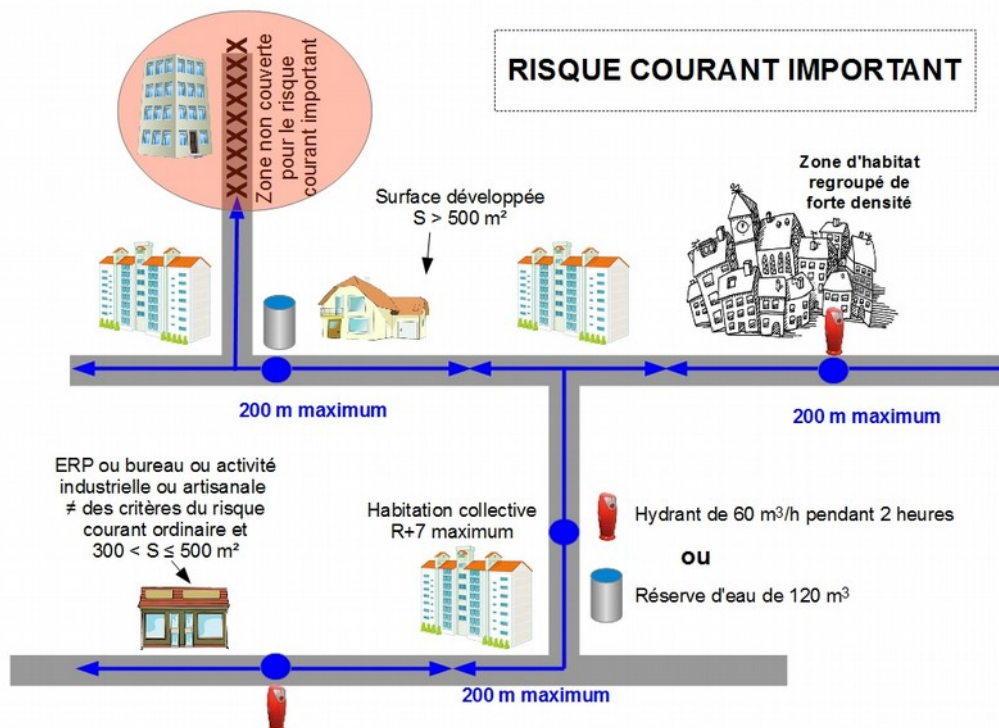 RISQUE COURANT IMPORTANT
XXXXXXXX
Zone non couverte
pour le risque
courant important
Surface développée
S > 500 m²
Zone d'habitat
regroupé de
forte densité
200 m maximum
200 m maximum
ERP ou bureau ou activité
industrielle ou artisanale
≠ des critères du risque
courant ordinaire et
300 < S ≤ 500 m²
Habitation collective
R+7 maximum
Hydrant de 60 m³/h pendant 2 heures
ou
Réserve d'eau de 120 m³
200 m maximum